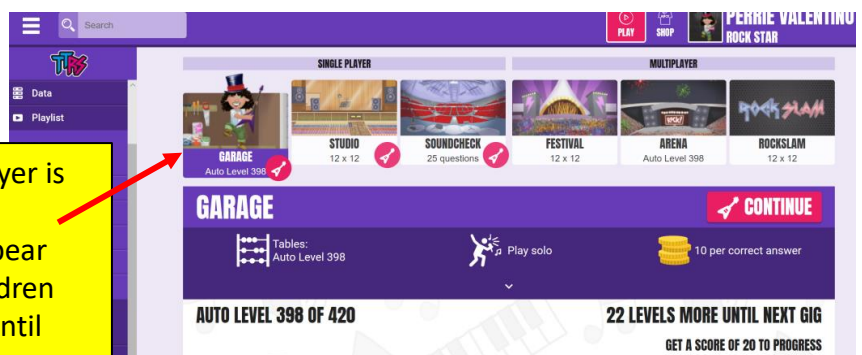 Search
PLAY
SHOP
PERRIE VALENTINO
ROCK STAR
TTRS
Data
Playlist
SINGLE PLAYER
MULTIPLAYER
GARAGE
Auto Level 398
STUDIO
12 x 12
SOUNDCHECK
25 questions
FESTIVAL
12 x 12
ARENA
Auto Level 398
ROCK SLAM
ROCKSLAM
12 x 12
yer is
pear
dren
ntil
GARAGE
CONTINUE
Tables:
Auto Level 398
Play solo
10 per correct answer
AUTO LEVEL 398 OF 420
22 LEVELS MORE UNTIL NEXT GIG
GET A SCORE OF 20 TO PROGRESS